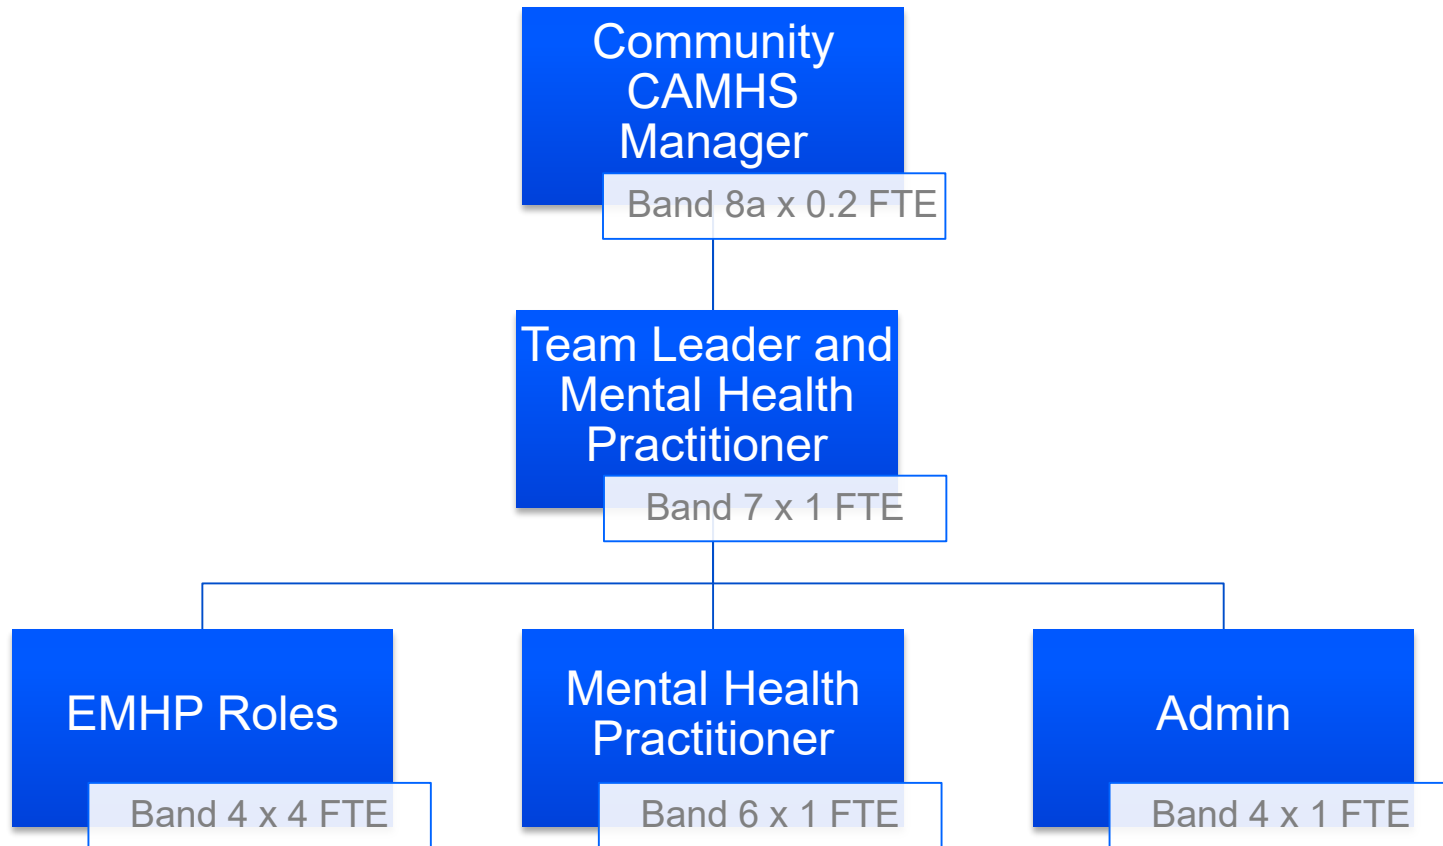 Community
CAMHS
Manager
Band 8a x 0.2 FTE
Team Leader and
Mental Health
Practitioner
Band 7 x 1 FTE
EMHP Roles
Band 4 x 4 FTE
Mental Health
Practitioner
Band 6 x 1 FTE
Admin
Band 4 x 1 FTE